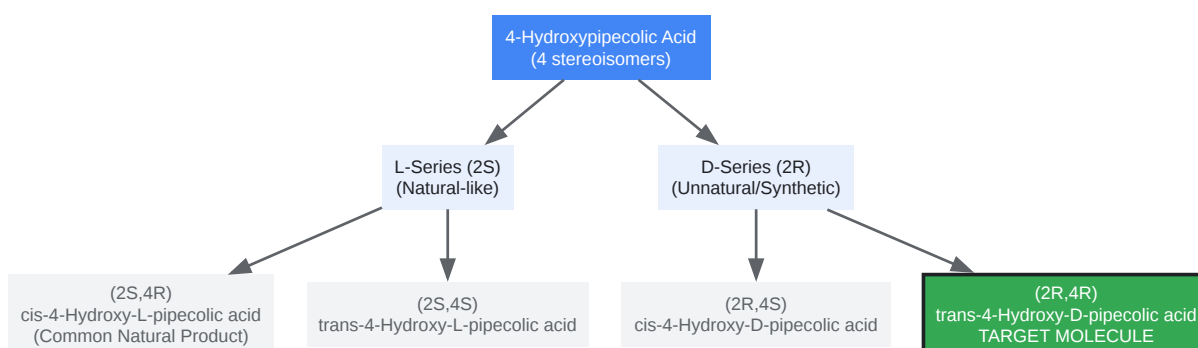 4-Hydroxypipecolic Acid
(4 stereoisomers)
L-Series (2S)
(Natural-like)
D-Series (2R)
(Unnatural/Synthetic)
(2S,4R)
cis-4-Hydroxy-L-pipecolic acid
(Common Natural Product)
(2S,4S)
trans-4-Hydroxy-L-pipecolic acid
(2R,4S)
cis-4-Hydroxy-D-pipecolic acid
(2R,4R)
trans-4-Hydroxy-D-pipecolic acid
TARGET MOLECULE